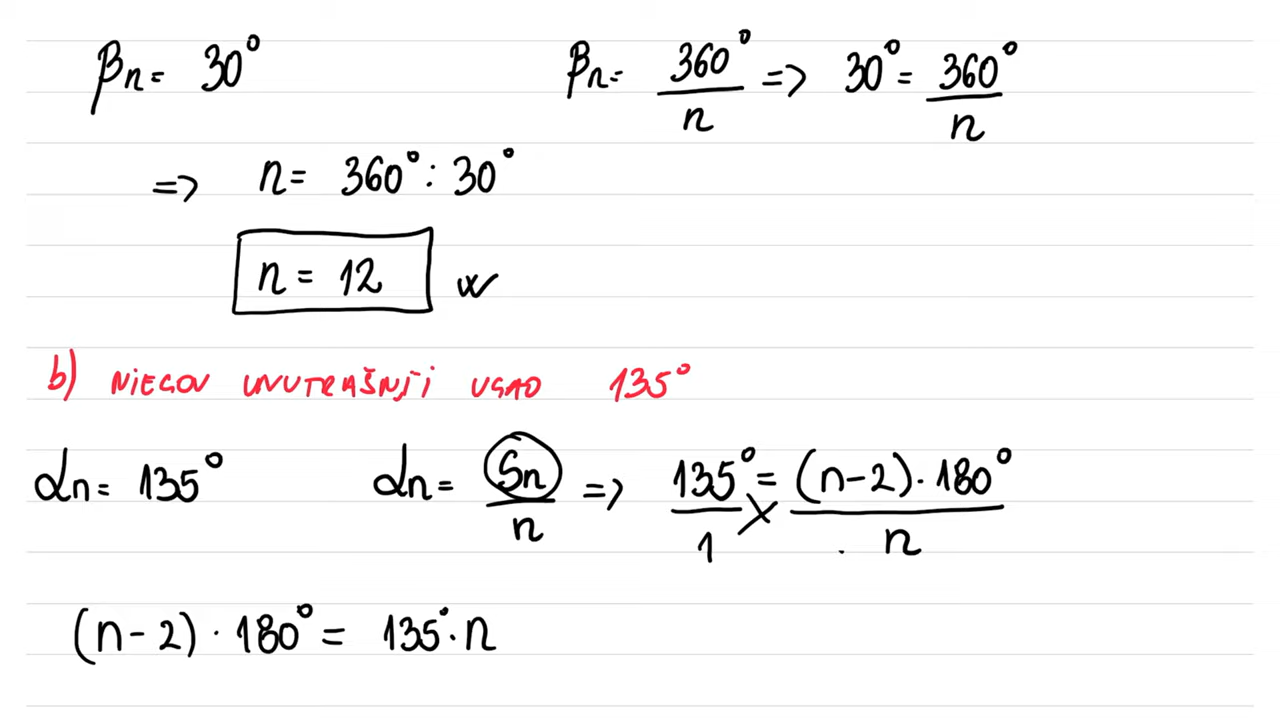 βn = 30° βn = 360°/n => 30° = 360°/n
=> n = 360° : 30°
n = 12
b) NJEGOV UNUTRAŠNJI UGAO 135°
αn = 135° αn = Sn/n => 135°/1 = (n-2)·180°/n
(n-2)·180° = 135°·n